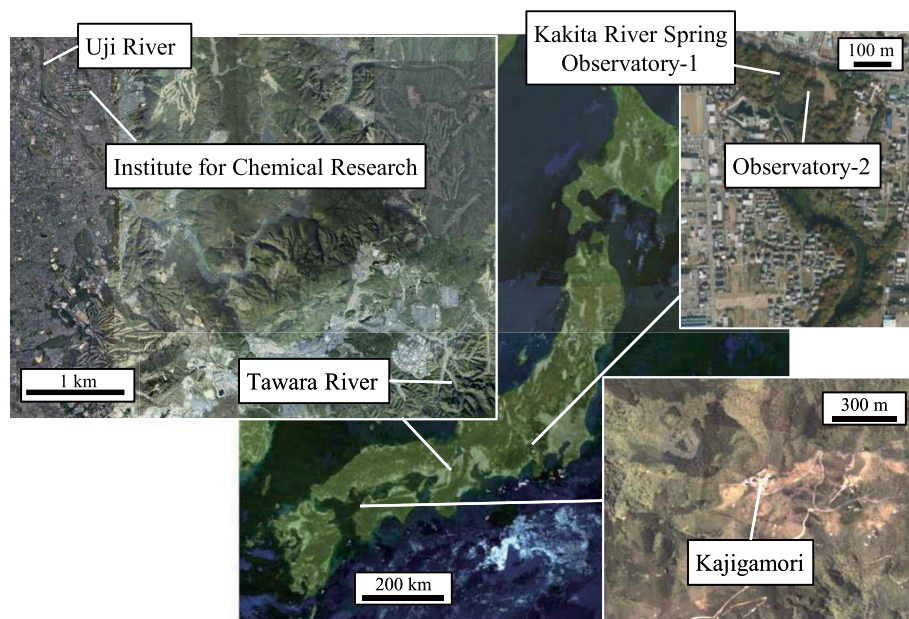 Uji River
Kakita River Spring
Observatory-1
100 m
Institute for Chemical Research
Observatory-2
1 km
Tawara River
300 m
Kajigamori
200 km